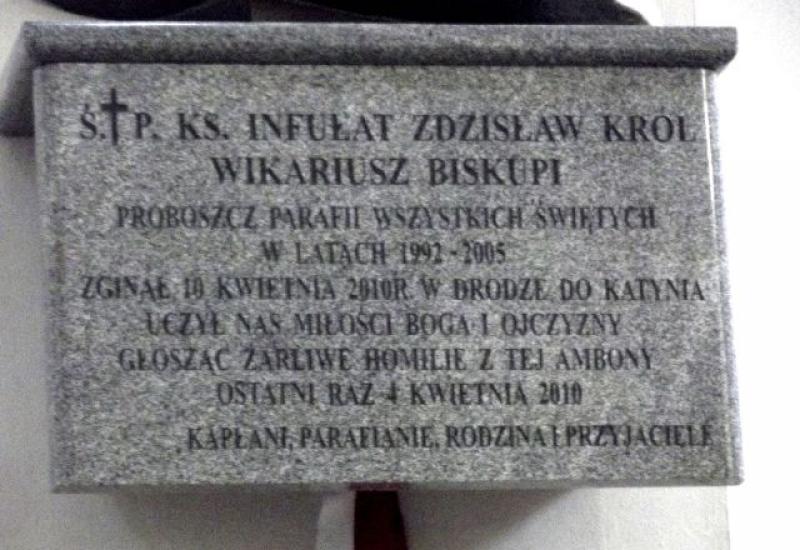 Ś.✝P. KS. INFUŁAT ZDZISŁAW KRÓL
WIKARIUSZ BISKUPI
PROBOSZCZ PARAFII WSZYSTKICH ŚWIĘTYCH
W LATACH 1992-2005
ZGINĄŁ 10 KWIETNIA 2010R. W DRODZE DO KATYNIA
UCZYŁ NAS MIŁOŚCI BOGA I OJCZYZNY
GŁOSZĄC ŻARLIWE HOMILIE Z TEJ AMBONY
OSTATNI RAZ 4 KWIETNIA 2010
KAPŁANI, PARAFIANIE, RODZINA I PRZYJACIELE